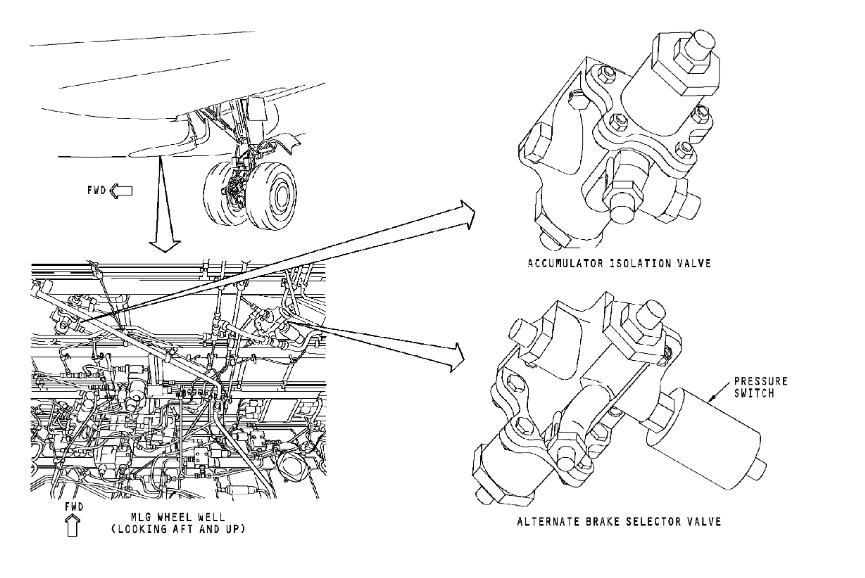 FWD
ACCUMULATOR ISOLATION VALVE
PRESSURE
SWITCH
FWD
MLG WHEEL WELL
(LOOKING AFT AND UP)
ALTERNATE BRAKE SELECTOR VALVE